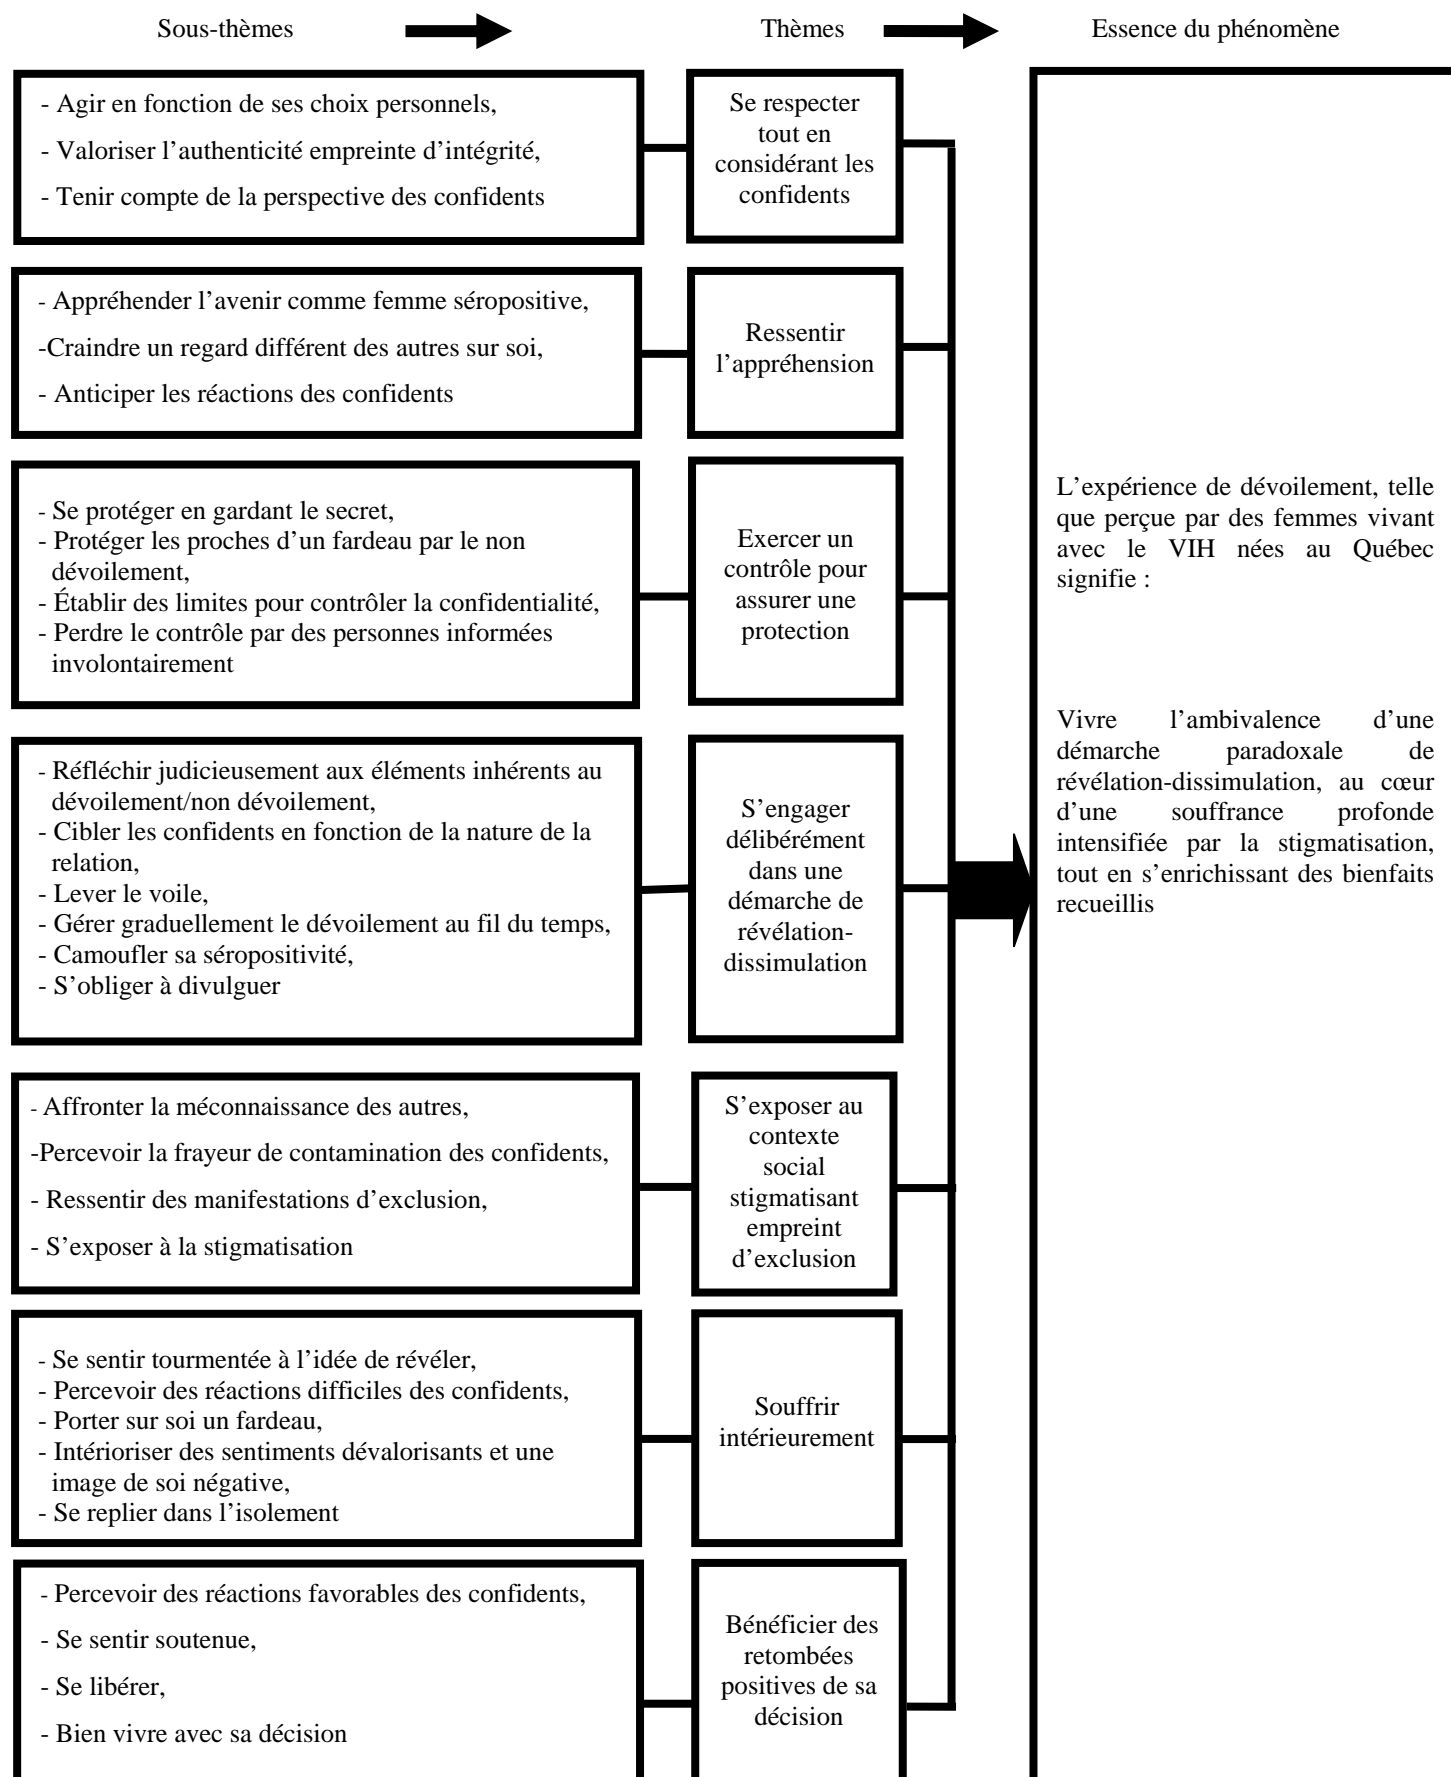 Sous-thèmes
Thèmes
Essence du phénomène
- Agir en fonction de ses choix personnels,
- Valoriser l’authenticité empreinte d’intégrité,
- Tenir compte de la perspective des confidents
Se respecter
tout en
considérant les
confidents
- Appréhender l’avenir comme femme séropositive,
-Craindre un regard différent des autres sur soi,
- Anticiper les réactions des confidents
Ressentir
l’appréhension
- Se protéger en gardant le secret,
- Protéger les proches d’un fardeau par le non
dévoilement,
- Établir des limites pour contrôler la confidentialité,
- Perdre le contrôle par des personnes informées
involontairement
Exercer un
contrôle pour
assurer une
protection
- Réfléchir judicieusement aux éléments inhérents au
dévoilement/non dévoilement,
- Cibler les confidents en fonction de la nature de la
relation,
- Lever le voile,
- Gérer graduellement le dévoilement au fil du temps,
- Camoufler sa séropositivité,
- S’obliger à divulguer
S’engager
délibérément
dans une
démarche de
révélation-
dissimulation
- Affronter la méconnaissance des autres,
-Percevoir la frayeur de contamination des confidents,
- Ressentir des manifestations d’exclusion,
- S’exposer à la stigmatisation
S’exposer au
contexte
social
stigmatisant
empreint
d’exclusion
- Se sentir tourmentée à l’idée de révéler,
- Percevoir des réactions difficiles des confidents,
- Porter sur soi un fardeau,
- Intérioriser des sentiments dévalorisants et une
image de soi négative,
- Se replier dans l’isolement
Souffrir
intérieurement
- Percevoir des réactions favorables des confidents,
- Se sentir soutenue,
- Se libérer,
- Bien vivre avec sa décision
Bénéficier des
retombées
positives de sa
décision
L’expérience de dévoilement, telle
que perçue par des femmes vivant
avec le VIH nées au Québec
signifie :
Vivre l’ambivalence d’une
démarche paradoxale de
révélation-dissimulation, au cœur
d’une souffrance profonde
intensifiée par la stigmatisation,
tout en s’enrichissant des bienfaits
recueillis